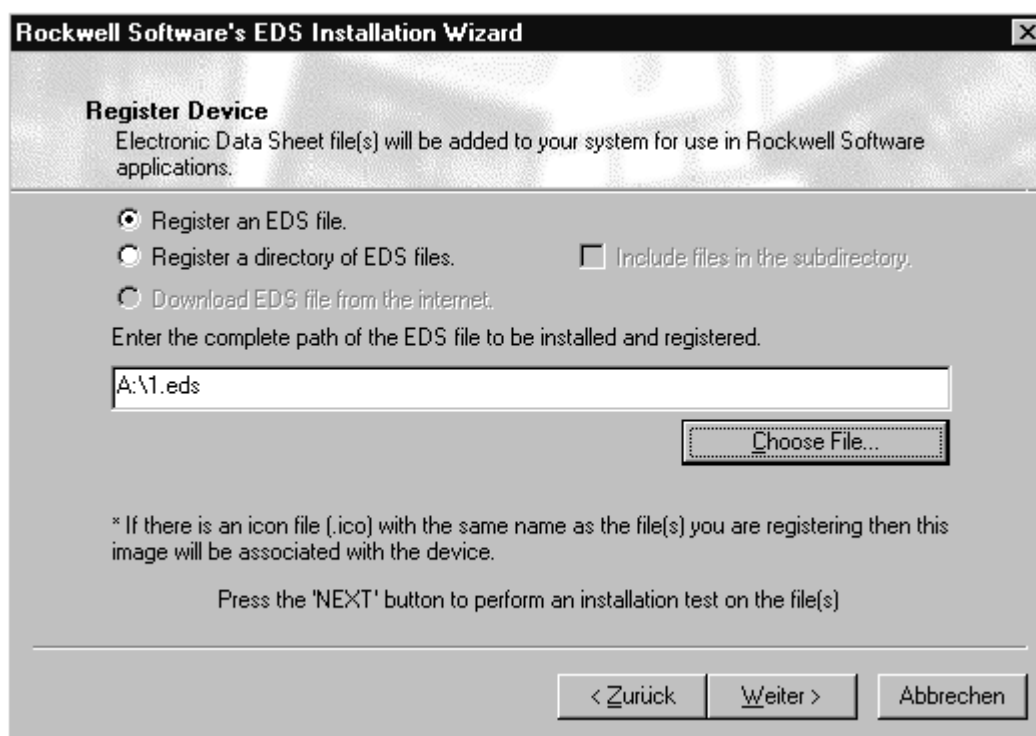 Rockwell Software's EDS Installation Wizard
Register Device
Electronic Data Sheet file(s) will be added to your system for use in Rockwell Software
applications.
Register an EDS file.
Register a directory of EDS files.
Include files in the subdirectory.
Download EDS file from the internet.
Enter the complete path of the EDS file to be installed and registered.
A:\1.eds
Choose File...
* If there is an icon file (.ico) with the same name as the file(s) you are registering then this
image will be associated with the device.
Press the 'NEXT' button to perform an installation test on the file(s)
< Zurück
Weiter >
Abbrechen